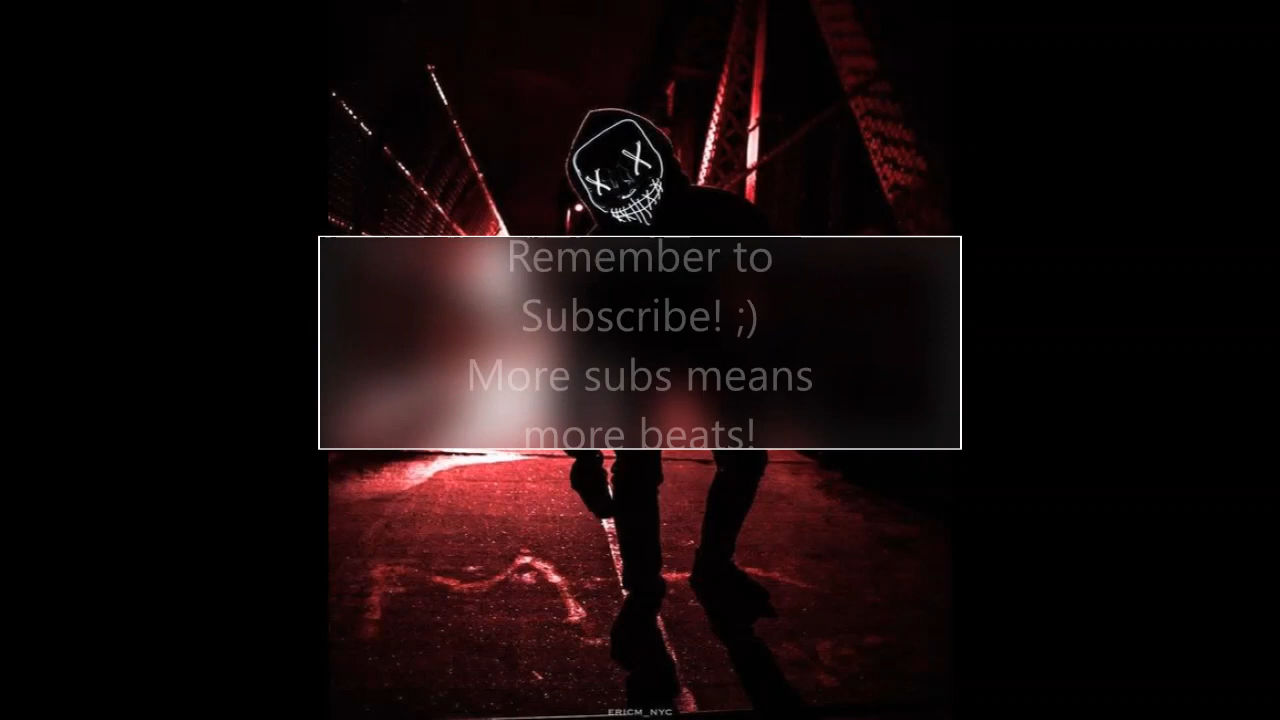 Remember to
Subscribe! ;)
More subs means
more beats!
ERICM_NYC